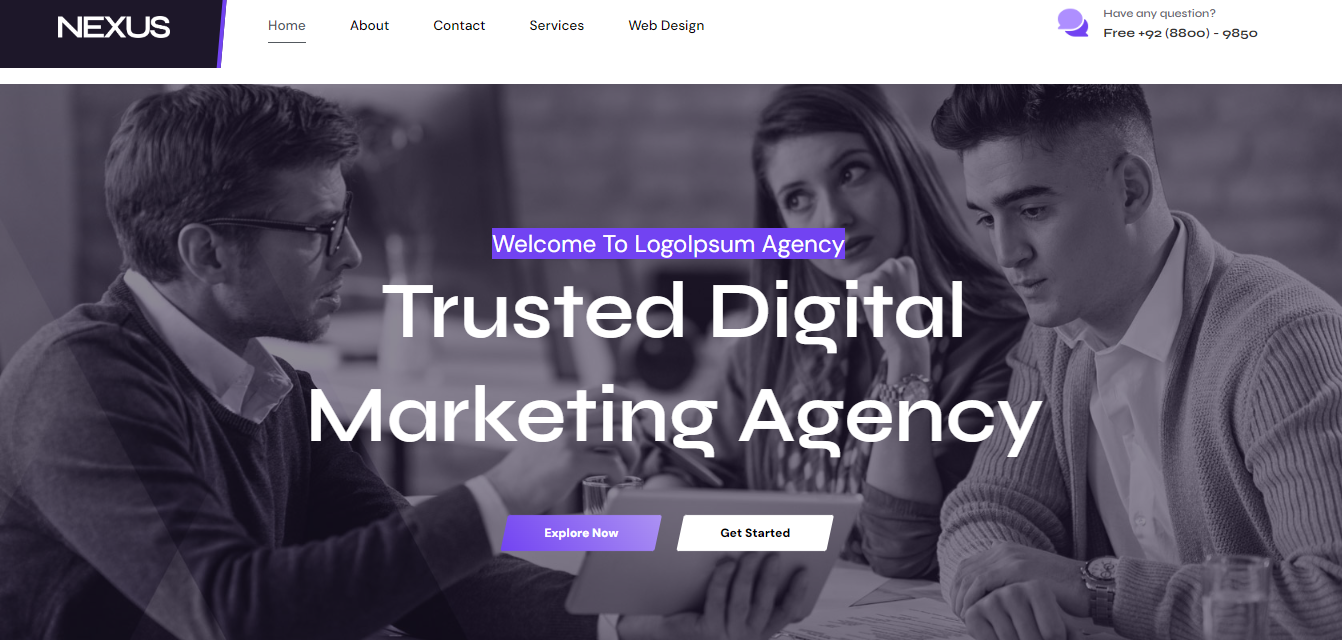 NEXUS
Home About Contact Services Web Design
Have any question?
Free +92 (8800) - 9850
Welcome To LogoIpsum Agency
Trusted Digital
Marketing Agency
Explore Now Get Started